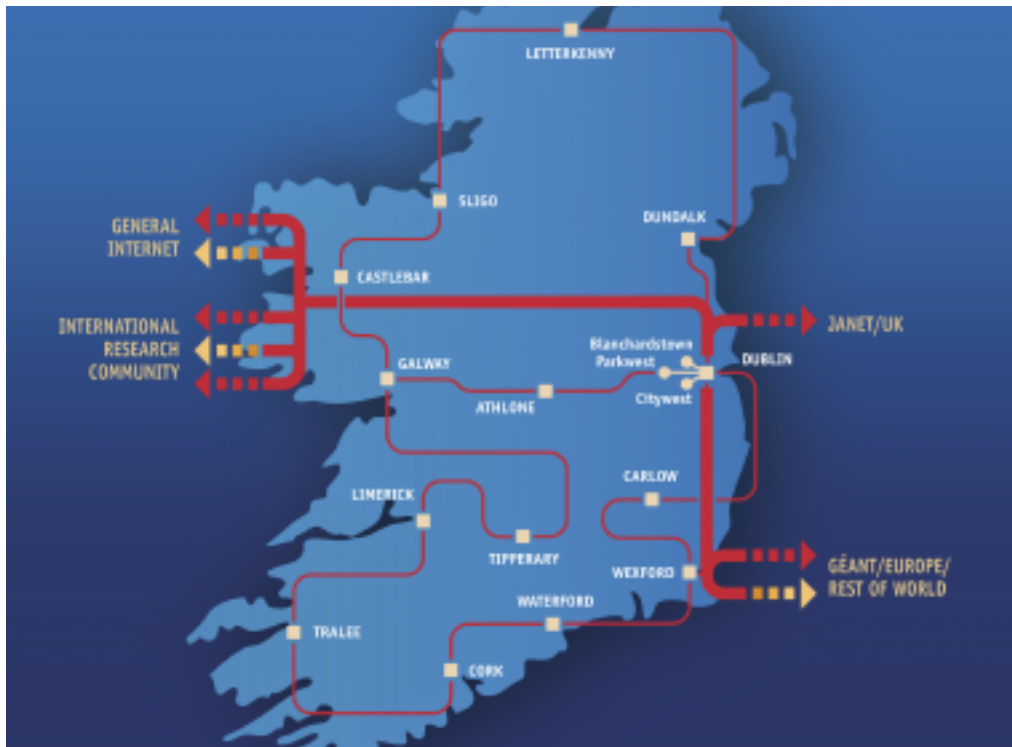 LETTERKENNY
SLIGO
DUNDALK
GENERAL
INTERNET
CASTLEBAR
INTERNATIONAL
RESEARCH
COMMUNITY
JANET/UK
Blanchardstown
Parkwest
DUBLIN
GALWAY
Citywest
ATHLONE
CARLOW
LIMERICK
TIPPERARY
WEXFORD
GÉANT/EUROPE/
REST OF WORLD
WATERFORD
TRALEE
CORK